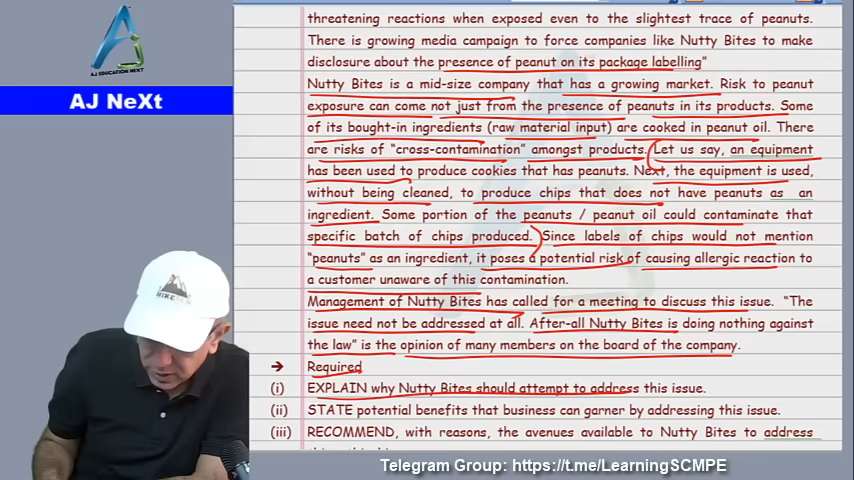 AJ EDUCATION NEXT
AJ NeXt
threatening reactions when exposed even to the slightest trace of peanuts.
There is growing media campaign to force companies like Nutty Bites to make
disclosure about the presence of peanut on its package labelling”
Nutty Bites is a mid-size company that has a growing market. Risk to peanut
exposure can come not just from the presence of peanuts in its products. Some
of its bought-in ingredients (raw material input) are cooked in peanut oil. There
are risks of “cross-contamination” amongst products. Let us say, an equipment
has been used to produce cookies that has peanuts. Next, the equipment is used,
without being cleaned, to produce chips that does not have peanuts as an
ingredient. Some portion of the peanuts / peanut oil could contaminate that
specific batch of chips produced. Since labels of chips would not mention
“peanuts” as an ingredient, it poses a potential risk of causing allergic reaction to
a customer unaware of this contamination.
Management of Nutty Bites has called for a meeting to discuss this issue. “The
issue need not be addressed at all. After-all Nutty Bites is doing nothing against
the law” is the opinion of many members on the board of the company.
➔ Required
(i) EXPLAIN why Nutty Bites should attempt to address this issue.
(ii) STATE potential benefits that business can garner by addressing this issue.
(iii) RECOMMEND, with reasons, the avenues available to Nutty Bites to address
Telegram Group: https://t.me/LearningSCMPE